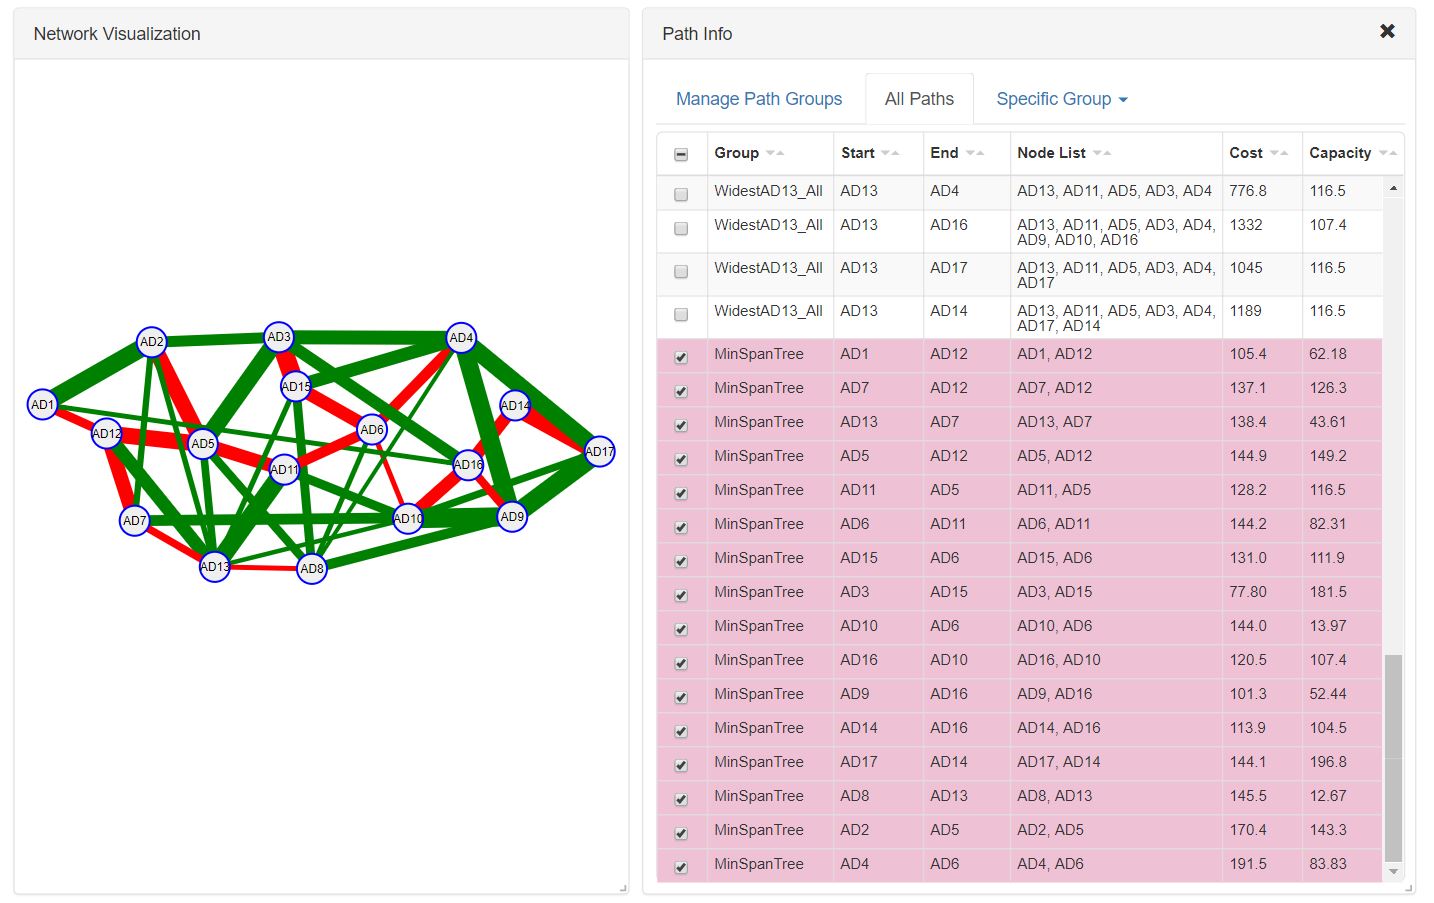 Network Visualization
AD2
AD3
AD4
AD15
AD1
AD14
AD12
AD6
AD5
AD17
AD11
AD16
AD7
AD10
AD9
AD13
AD8
Path Info
Manage Path Groups All Paths Specific Group
Group Start End Node List Cost Capacity
WidestAD13_All AD13 AD4 AD13, AD11, AD5, AD3, AD4 776.8 116.5
WidestAD13_All AD13 AD16 AD13, AD11, AD5, AD3, AD4, 1332 107.4
AD9, AD10, AD16
WidestAD13_All AD13 AD17 AD13, AD11, AD5, AD3, AD4, 1045 116.5
AD17
WidestAD13_All AD13 AD14 AD13, AD11, AD5, AD3, AD4, 1189 116.5
AD17, AD14
MinSpanTree AD1 AD12 AD1, AD12 105.4 62.18
MinSpanTree AD7 AD12 AD7, AD12 137.1 126.3
MinSpanTree AD13 AD7 AD13, AD7 138.4 43.61
MinSpanTree AD5 AD12 AD5, AD12 144.9 149.2
MinSpanTree AD11 AD5 AD11, AD5 128.2 116.5
MinSpanTree AD6 AD11 AD6, AD11 144.2 82.31
MinSpanTree AD15 AD6 AD15, AD6 131.0 111.9
MinSpanTree AD3 AD15 AD3, AD15 77.80 181.5
MinSpanTree AD10 AD6 AD10, AD6 144.0 13.97
MinSpanTree AD16 AD10 AD16, AD10 120.5 107.4
MinSpanTree AD9 AD16 AD9, AD16 101.3 52.44
MinSpanTree AD14 AD16 AD14, AD16 113.9 104.5
MinSpanTree AD17 AD14 AD17, AD14 144.1 196.8
MinSpanTree AD8 AD13 AD8, AD13 145.5 12.67
MinSpanTree AD2 AD5 AD2, AD5 170.4 143.3
MinSpanTree AD4 AD6 AD4, AD6 191.5 83.83